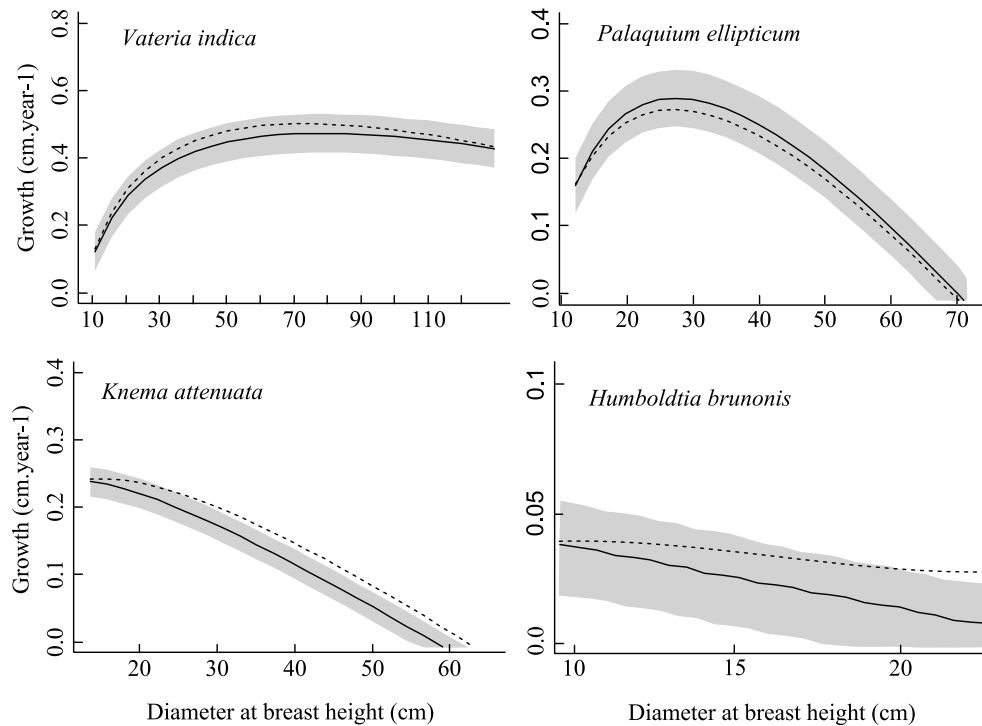 Vateria indica
Growth (cm.year-1)
0.0 0.2 0.4 0.6 0.8
10 30 50 70 90 110
Palaquium ellipticum
0.0 0.1 0.2 0.3 0.4
10 20 30 40 50 60 70
Knema attenuata
Growth (cm.year-1)
0.0 0.1 0.2 0.3 0.4
20 30 40 50 60
Diameter at breast height (cm)
Humboldtia brunonis
0.0 0.05 0.1
10 15 20
Diameter at breast height (cm)